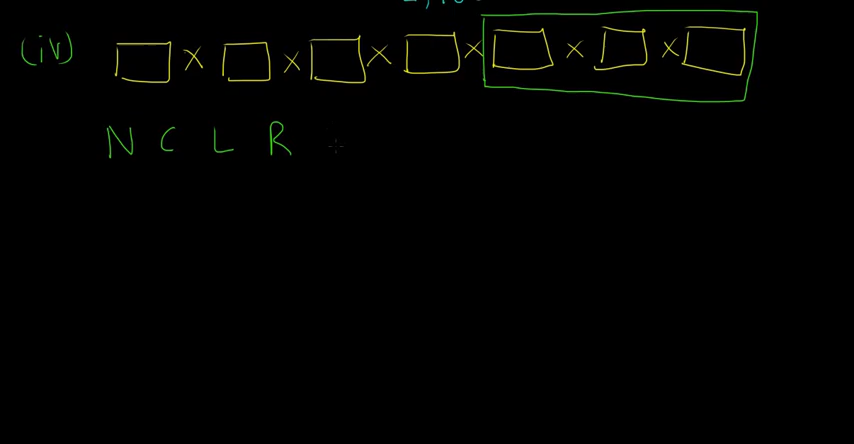 (iv) □ × □ × □ × □ × □ × □ × □
N C L R